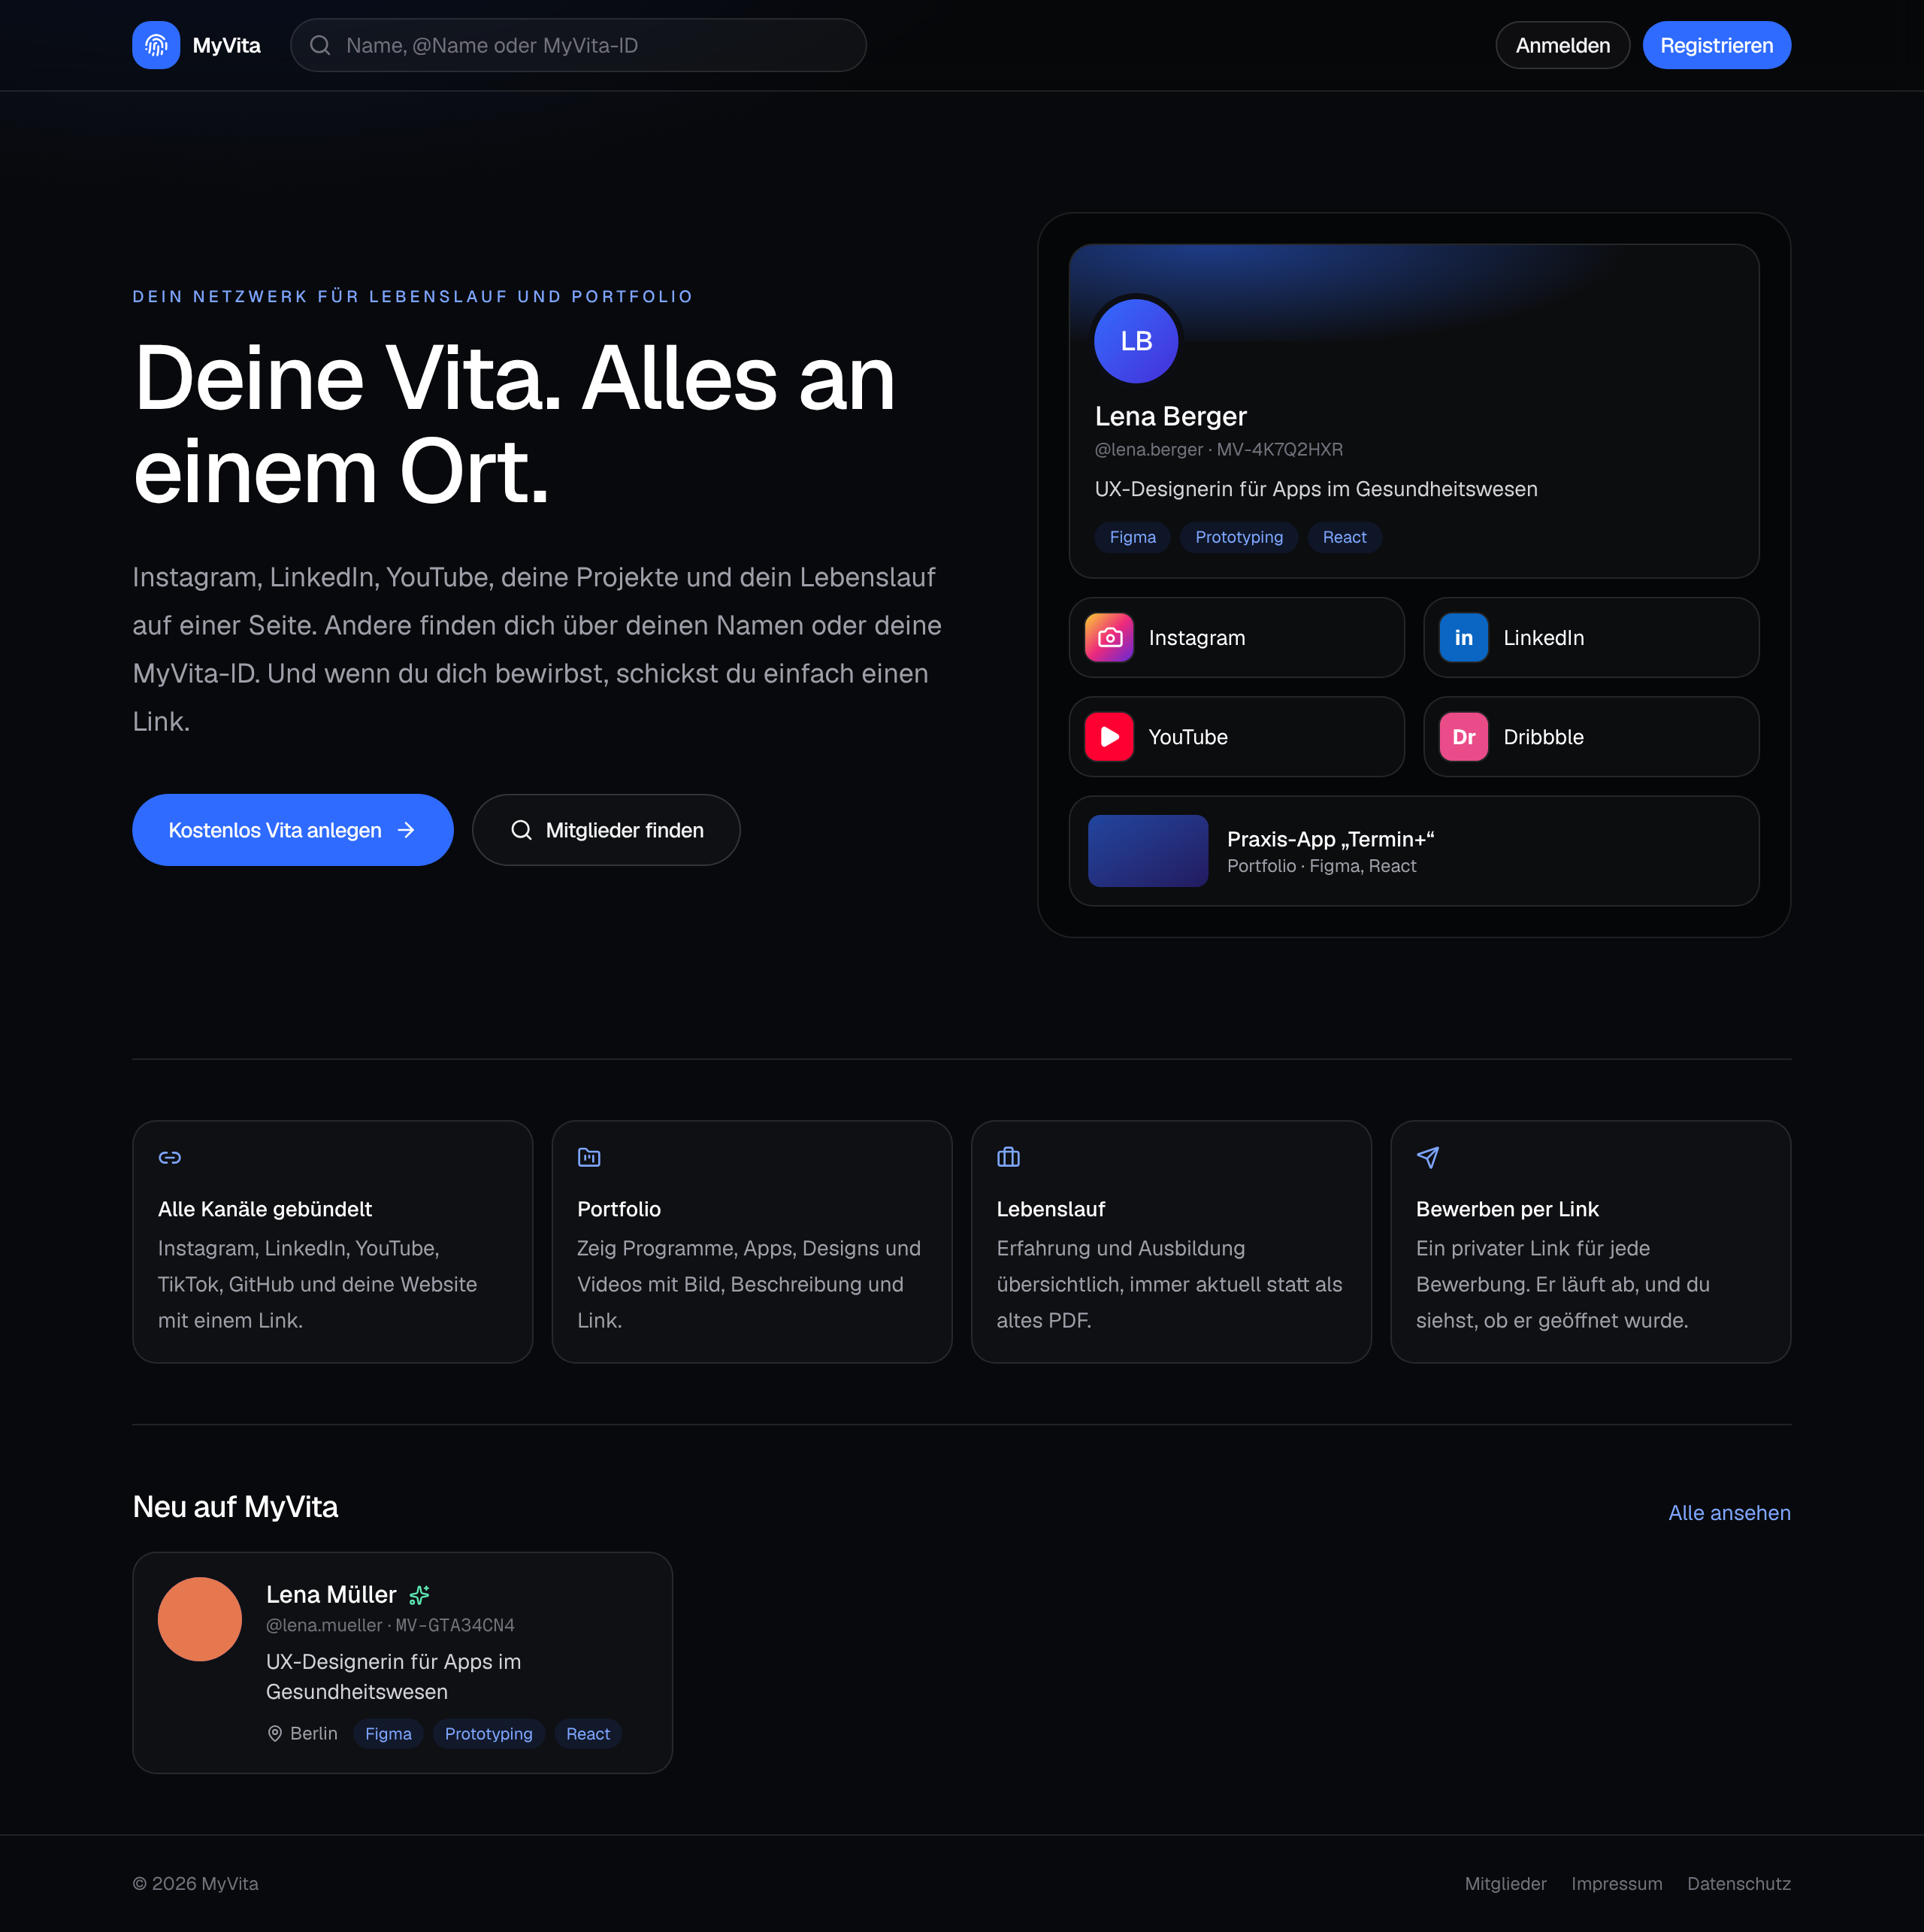 MyVita
Name, @Name oder MyVita-ID
Anmelden
Registrieren
DEIN NETZWERK FÜR LEBENSLAUF UND PORTFOLIO
Deine Vita. Alles an
einem Ort.
Instagram, LinkedIn, YouTube, deine Projekte und dein Lebenslauf
auf einer Seite. Andere finden dich über deinen Namen oder deine
MyVita-ID. Und wenn du dich bewirbst, schickst du einfach einen
Link.
Kostenlos Vita anlegen
Mitglieder finden
LB
Lena Berger
@lena.berger · MV-4K7Q2HXR
UX-Designerin für Apps im Gesundheitswesen
Figma
Prototyping
React
Instagram
in
LinkedIn
YouTube
Dr
Dribbble
Praxis-App „Termin+“
Portfolio · Figma, React
Alle Kanäle gebündelt
Instagram, LinkedIn, YouTube,
TikTok, GitHub und deine Website
mit einem Link.
Portfolio
Zeig Programme, Apps, Designs und
Videos mit Bild, Beschreibung und
Link.
Lebenslauf
Erfahrung und Ausbildung
übersichtlich, immer aktuell statt als
altes PDF.
Bewerben per Link
Ein privater Link für jede
Bewerbung. Er läuft ab, und du
siehst, ob er geöffnet wurde.
Neu auf MyVita
Alle ansehen
Lena Müller
@lena.mueller · MV-GTA34CN4
UX-Designerin für Apps im
Gesundheitswesen
Berlin
Figma
Prototyping
React
© 2026 MyVita
Mitglieder
Impressum
Datenschutz